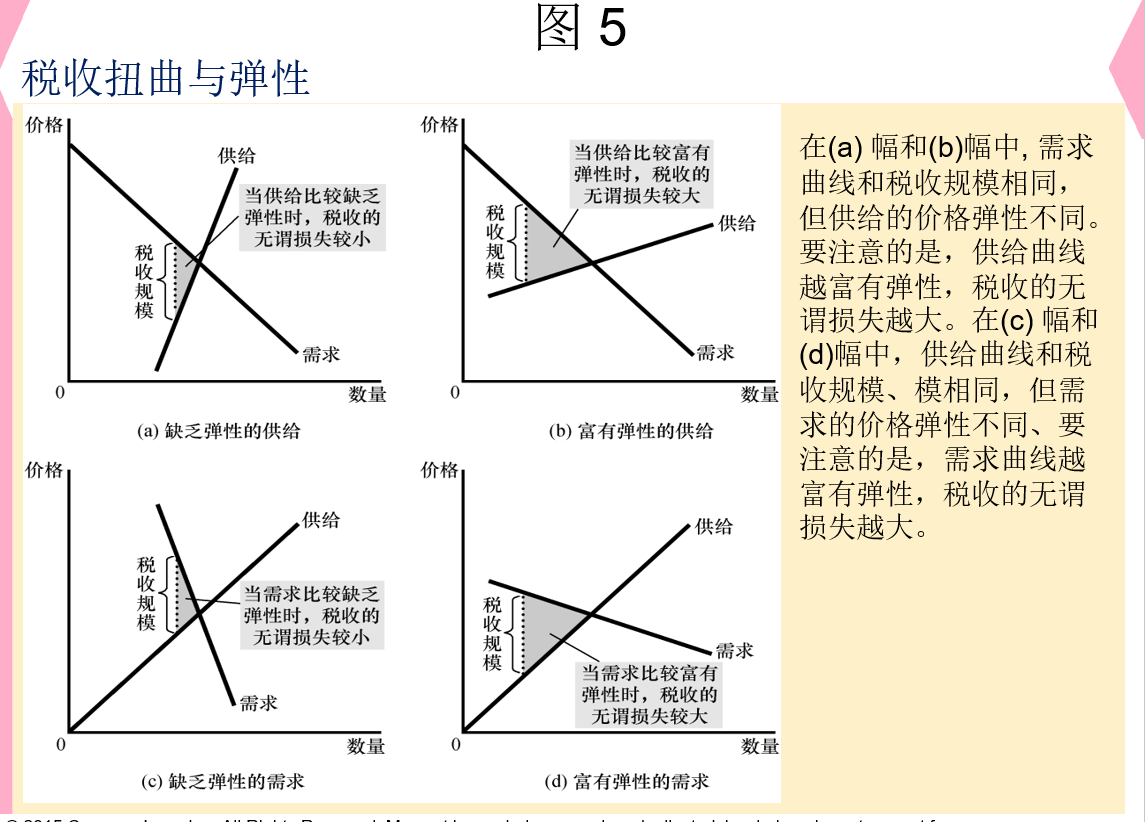 图 5
税收扭曲与弹性
价格
供给
当供给比较缺乏
弹性时，税收的
无谓损失较小
税
收
规
模
需求
0
数量
(a) 缺乏弹性的供给
价格
当供给比较富有
弹性时，税收的
无谓损失较大
税
收
规
模
供给
需求
0
数量
(b) 富有弹性的供给
价格
供给
税
收
规
模
当需求比较缺乏
弹性时，税收的
无谓损失较小
需求
0
数量
(c) 缺乏弹性的需求
价格
供给
税
收
规
模
需求
当需求比较富有
弹性时，税收的
无谓损失较大
0
数量
(d) 富有弹性的需求
在(a) 幅和(b)幅中, 需求
曲线和税收规模相同，
但供给的价格弹性不同。
要注意的是，供给曲线
越富有弹性，税收的无
谓损失越大。在(c) 幅和
(d)幅中，供给曲线和税
收规模、模相同，但需
求的价格弹性不同、要
注意的是，需求曲线越
富有弹性，税收的无谓
损失越大。